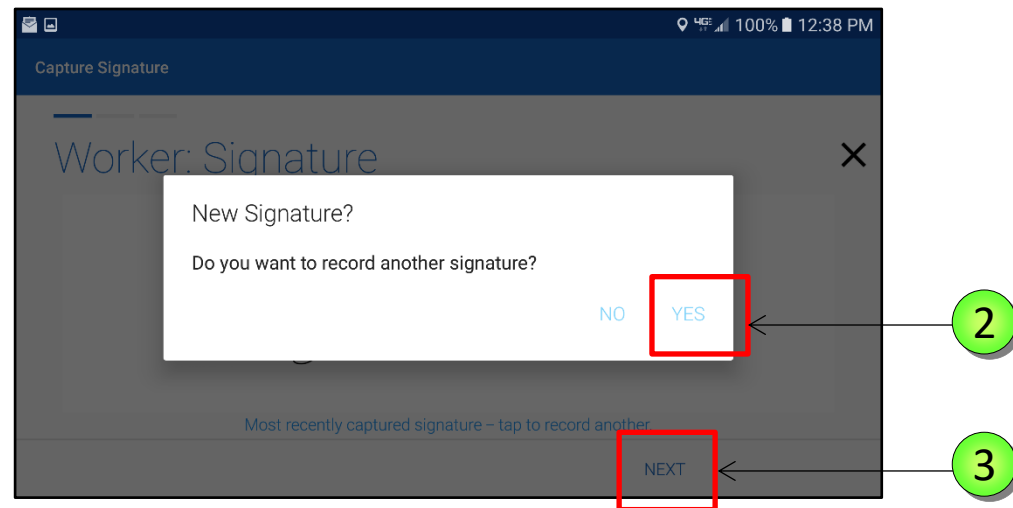 4GE 100% 12:38 PM
Capture Signature
Worker: Signature
New Signature?
Do you want to record another signature?
NO YES
2
Most recently captured signature – tap to record another.
NEXT
3